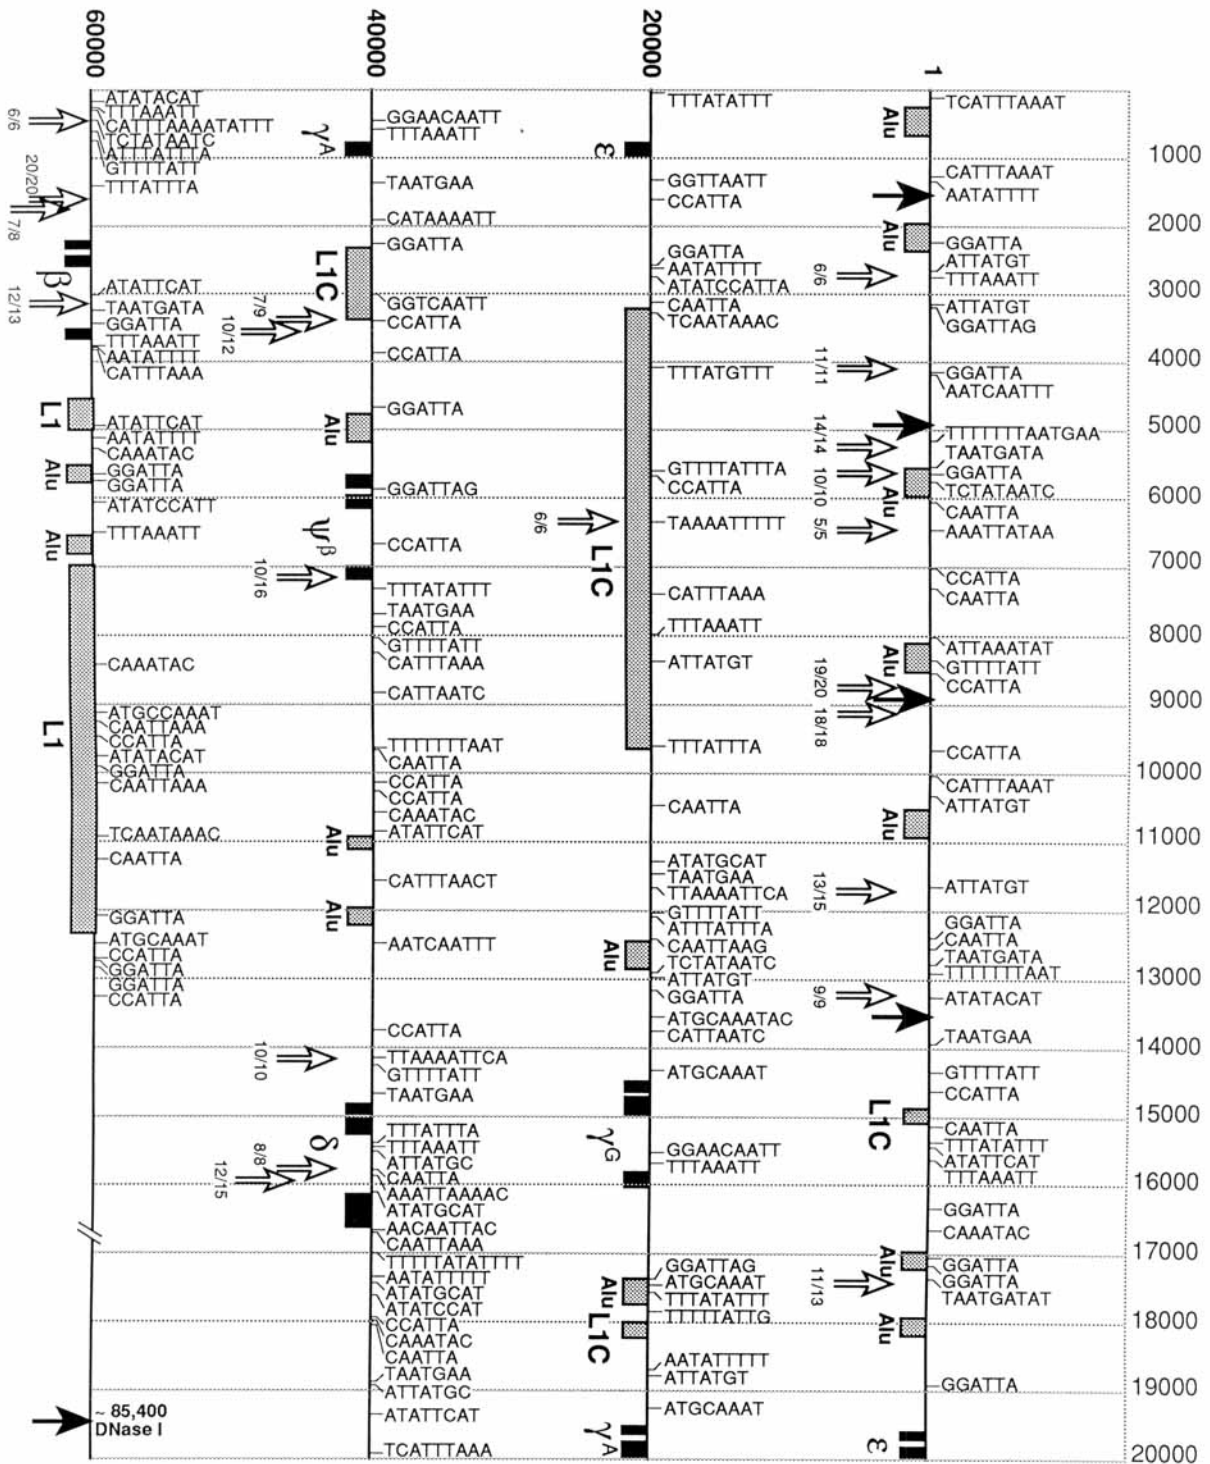 1
TCATTTAAAT
CATTTAAAT
AATATTTT
GGATTA
ATTATGT
TTTAAATT
ATTATGT
GGATTAG
GGATTA
AATCAATTT
TTTTTTTAATGAA
TAATGATA
GGATTA
TCTATAATC
CAATTA
AAATTATAA
CCATTA
CAATTA
ATTAAATAT
GTTTTATT
CCATTA
CCATTA
CATTTAAAT
ATTATGT
ATTATGT
GGATTA
CAATTA
TAATGATA
TTTTTTTAAT
ATATACAT
TAATGAA
GTTTTATT
CCATTA
CAATTA
TTTATATTT
ATATTCAT
TTTAAATT
GGATTA
CAAATAC
GGATTA
GGATTA
TAATGATAT
GGATTA
Alu
Alu
6/6
11/11
14/14
10/10
Alu
5/5
Alu
19/20
18/18
Alu
13/15
9/9
L1C
Alu
11/13
Alu
ε
1000
2000
3000
4000
5000
6000
7000
8000
9000
10000
11000
12000
13000
14000
15000
16000
17000
18000
19000
20000
20000
TTTATATTT
GGTTAATT
CCATTA
GGATTA
AATATTTT
ATATCCATTA
CAATTA
TCAATAAAC
TTTATGTTT
GTTTTATTTA
CCATTA
TAAAATTTTT
CATTTAAA
TTTAAATT
ATTATGT
TTTATTTA
CAATTA
ATATGCAT
TAATGAA
TTAAAATTCA
GTTTTATT
ATTTATTTA
CAATTAAG
TCTATAATC
ATTATGT
GGATTA
ATGCAAATAC
CATTAATC
ATGCAAAT
GGAACAATT
TTTAAATT
GGATTAG
ATGCAAAT
TTTATATTT
TTTTTATTG
AATATTTTT
ATTATGT
ATGCAAAT
ε
6/6
L1C
Alu
γG
Alu
L1C
γA
40000
GGAACAATT
TTTAAATT
TAATGAA
CATAAAATT
GGATTA
GGTCAATT
CCATTA
CCATTA
GGATTA
GGATTAG
CCATTA
TTTATATTT
TAATGAA
CCATTA
GTTTTATT
CATTTAAA
CATTAATC
TTTTTTTAAT
CAATTA
CCATTA
CCATTA
CAAATAC
ATATTCAT
CATTTAACT
AATCAATTT
CCATTA
TTAAAATTCA
GTTTTATT
TAATGAA
TTTATTTA
TTTAAATT
ATTATGC
CAATTA
AAATTAAAAC
ATATGCAT
AACAATTAC
CAATTAAA
TTTTTATATTTT
AATATTTTT
ATATGCAT
ATATCCAT
CCATTA
CAAATAC
CAATTA
TAATGAA
ATTATGC
ATATTCAT
TCATTTAAA
γA
L1C
7/9
10/12
Alu
ψβ
10/16
Alu
Alu
10/10
δ
8/8
12/15
60000
ATATACAT
TTTAAATT
CATTTAAAATATTT
TCTATAATC
ATTTATTTA
GTTTTATT
TTTATTTA
ATATTCAT
TAATGATA
GGATTA
TTTAAATT
AATATTTT
CATTTAAA
ATATTCAT
AATATTTT
CAAATAC
GGATTA
GGATTA
ATATCCATT
TTTAAATT
CAAATAC
ATGCCAAAT
CAATTAAA
CCATTA
ATATACAT
GGATTA
CAATTAAA
TCAATAAAC
CAATTA
GGATTA
ATGCAAAT
CCATTA
GGATTA
GGATTA
CCATTA
6/6
20/20
7/8
β
12/13
L1
Alu
Alu
L1
~ 85,400
DNase I